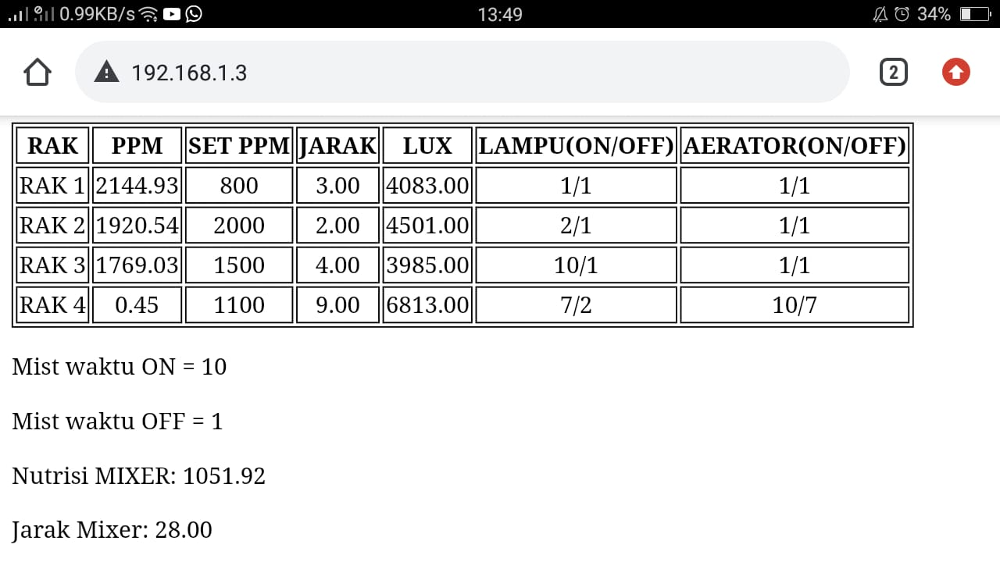 0.99KB/s 13:49 34%
192.168.1.3 2
RAK PPM SET PPM JARAK LUX LAMPU(ON/OFF) AERATOR(ON/OFF)
RAK 1 2144.93 800 3.00 4083.00 1/1 1/1
RAK 2 1920.54 2000 2.00 4501.00 2/1 1/1
RAK 3 1769.03 1500 4.00 3985.00 10/1 1/1
RAK 4 0.45 1100 9.00 6813.00 7/2 10/7
Mist waktu ON = 10
Mist waktu OFF = 1
Nutrisi MIXER: 1051.92
Jarak Mixer: 28.00